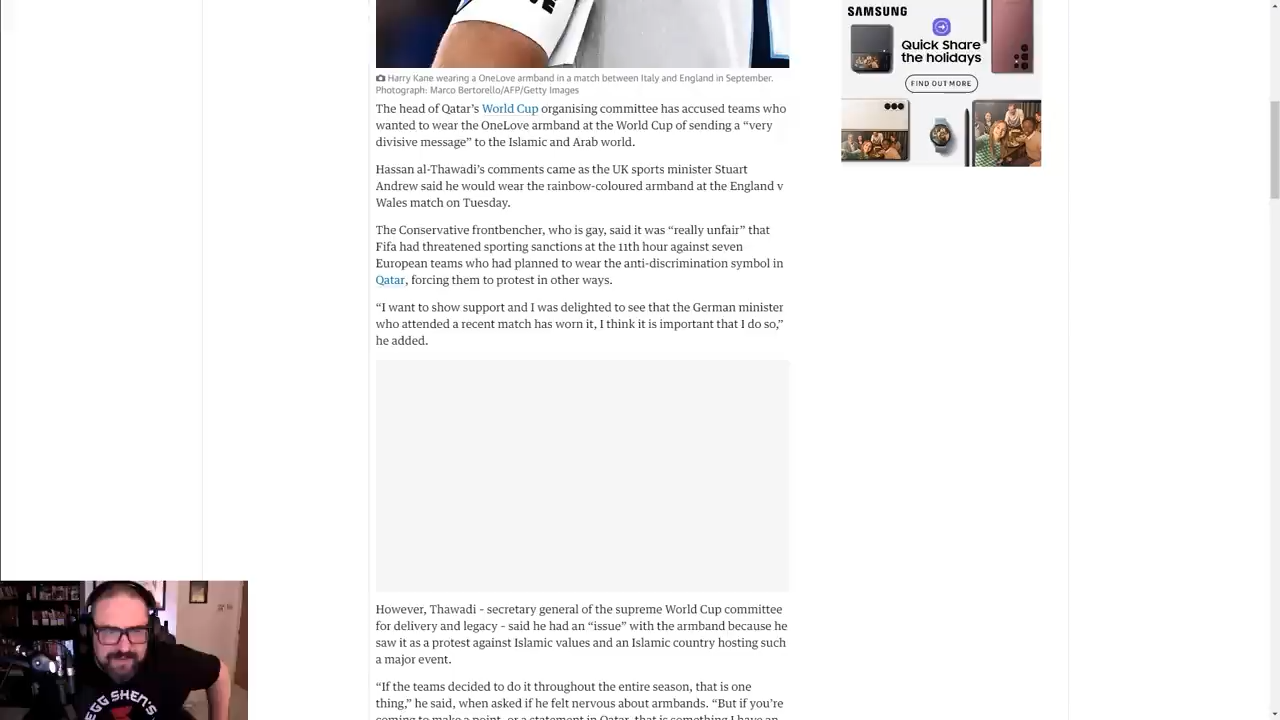 SAMSUNG
Quick Share
the holidays
FIND OUT MORE
Harry Kane wearing a OneLove armband in a match between Italy and England in September.
Photograph: Marco Bertorello/AFP/Getty Images
The head of Qatar’s World Cup organising committee has accused teams who
wanted to wear the OneLove armband at the World Cup of sending a “very
divisive message” to the Islamic and Arab world.
Hassan al-Thawadi’s comments came as the UK sports minister Stuart
Andrew said he would wear the rainbow-coloured armband at the England v
Wales match on Tuesday.
The Conservative frontbencher, who is gay, said it was “really unfair” that
Fifa had threatened sporting sanctions at the 11th hour against seven
European teams who had planned to wear the anti-discrimination symbol in
Qatar, forcing them to protest in other ways.
“I want to show support and I was delighted to see that the German minister
who attended a recent match has worn it, I think it is important that I do so,”
he added.
However, Thawadi – secretary general of the supreme World Cup committee
for delivery and legacy – said he had an “issue” with the armband because he
saw it as a protest against Islamic values and an Islamic country hosting such
a major event.
“If the teams decided to do it throughout the entire season, that is one
thing,” he said, when asked if he felt nervous about armbands. “But if you’re
coming to make a point, or a statement in Qatar, that is something I have an
EGG SHEN'S